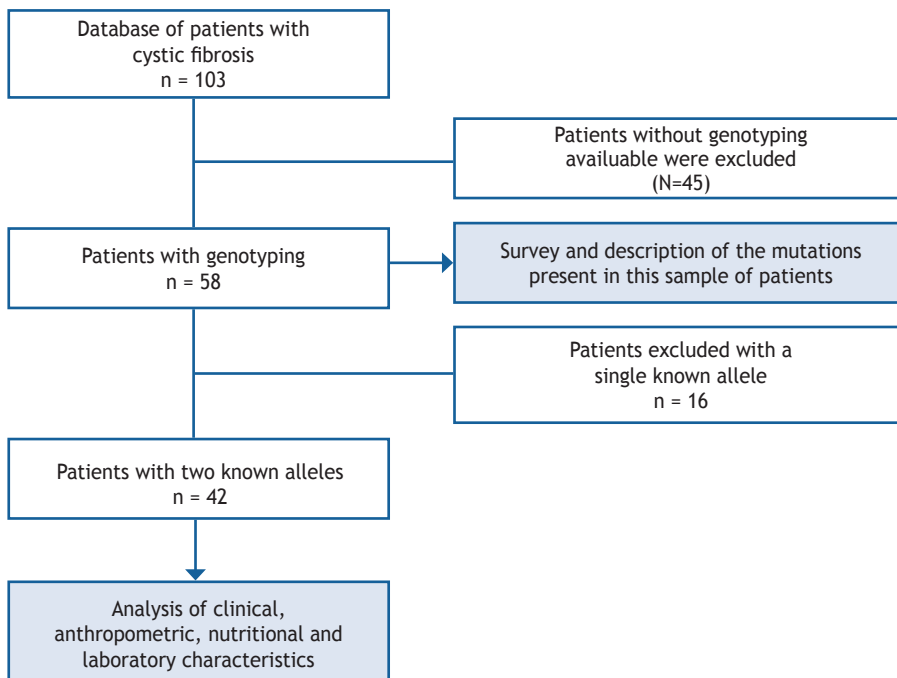 Database of patients with
cystic fibrosis
n = 103
Patients without genotyping
availuable were excluded
(N=45)
Patients with genotyping
n = 58
Survey and description of the mutations
present in this sample of patients
Patients excluded with a
single known allele
n = 16
Patients with two known alleles
n = 42
Analysis of clinical,
anthropometric, nutritional and
laboratory characteristics